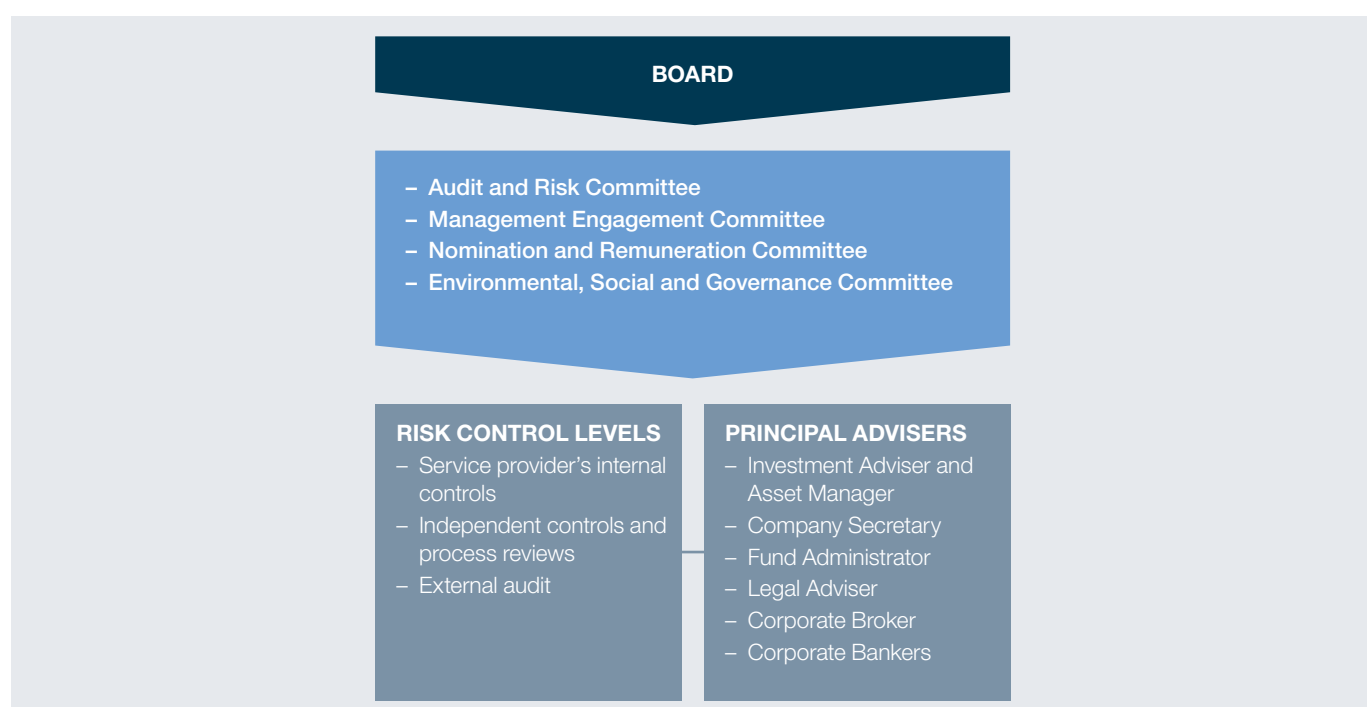 BOARD
– Audit and Risk Committee
– Management Engagement Committee
– Nomination and Remuneration Committee
– Environmental, Social and Governance Committee
RISK CONTROL LEVELS
– Service provider’s internal
controls
– Independent controls and
process reviews
– External audit
PRINCIPAL ADVISERS
– Investment Adviser and
Asset Manager
– Company Secretary
– Fund Administrator
– Legal Adviser
– Corporate Broker
– Corporate Bankers